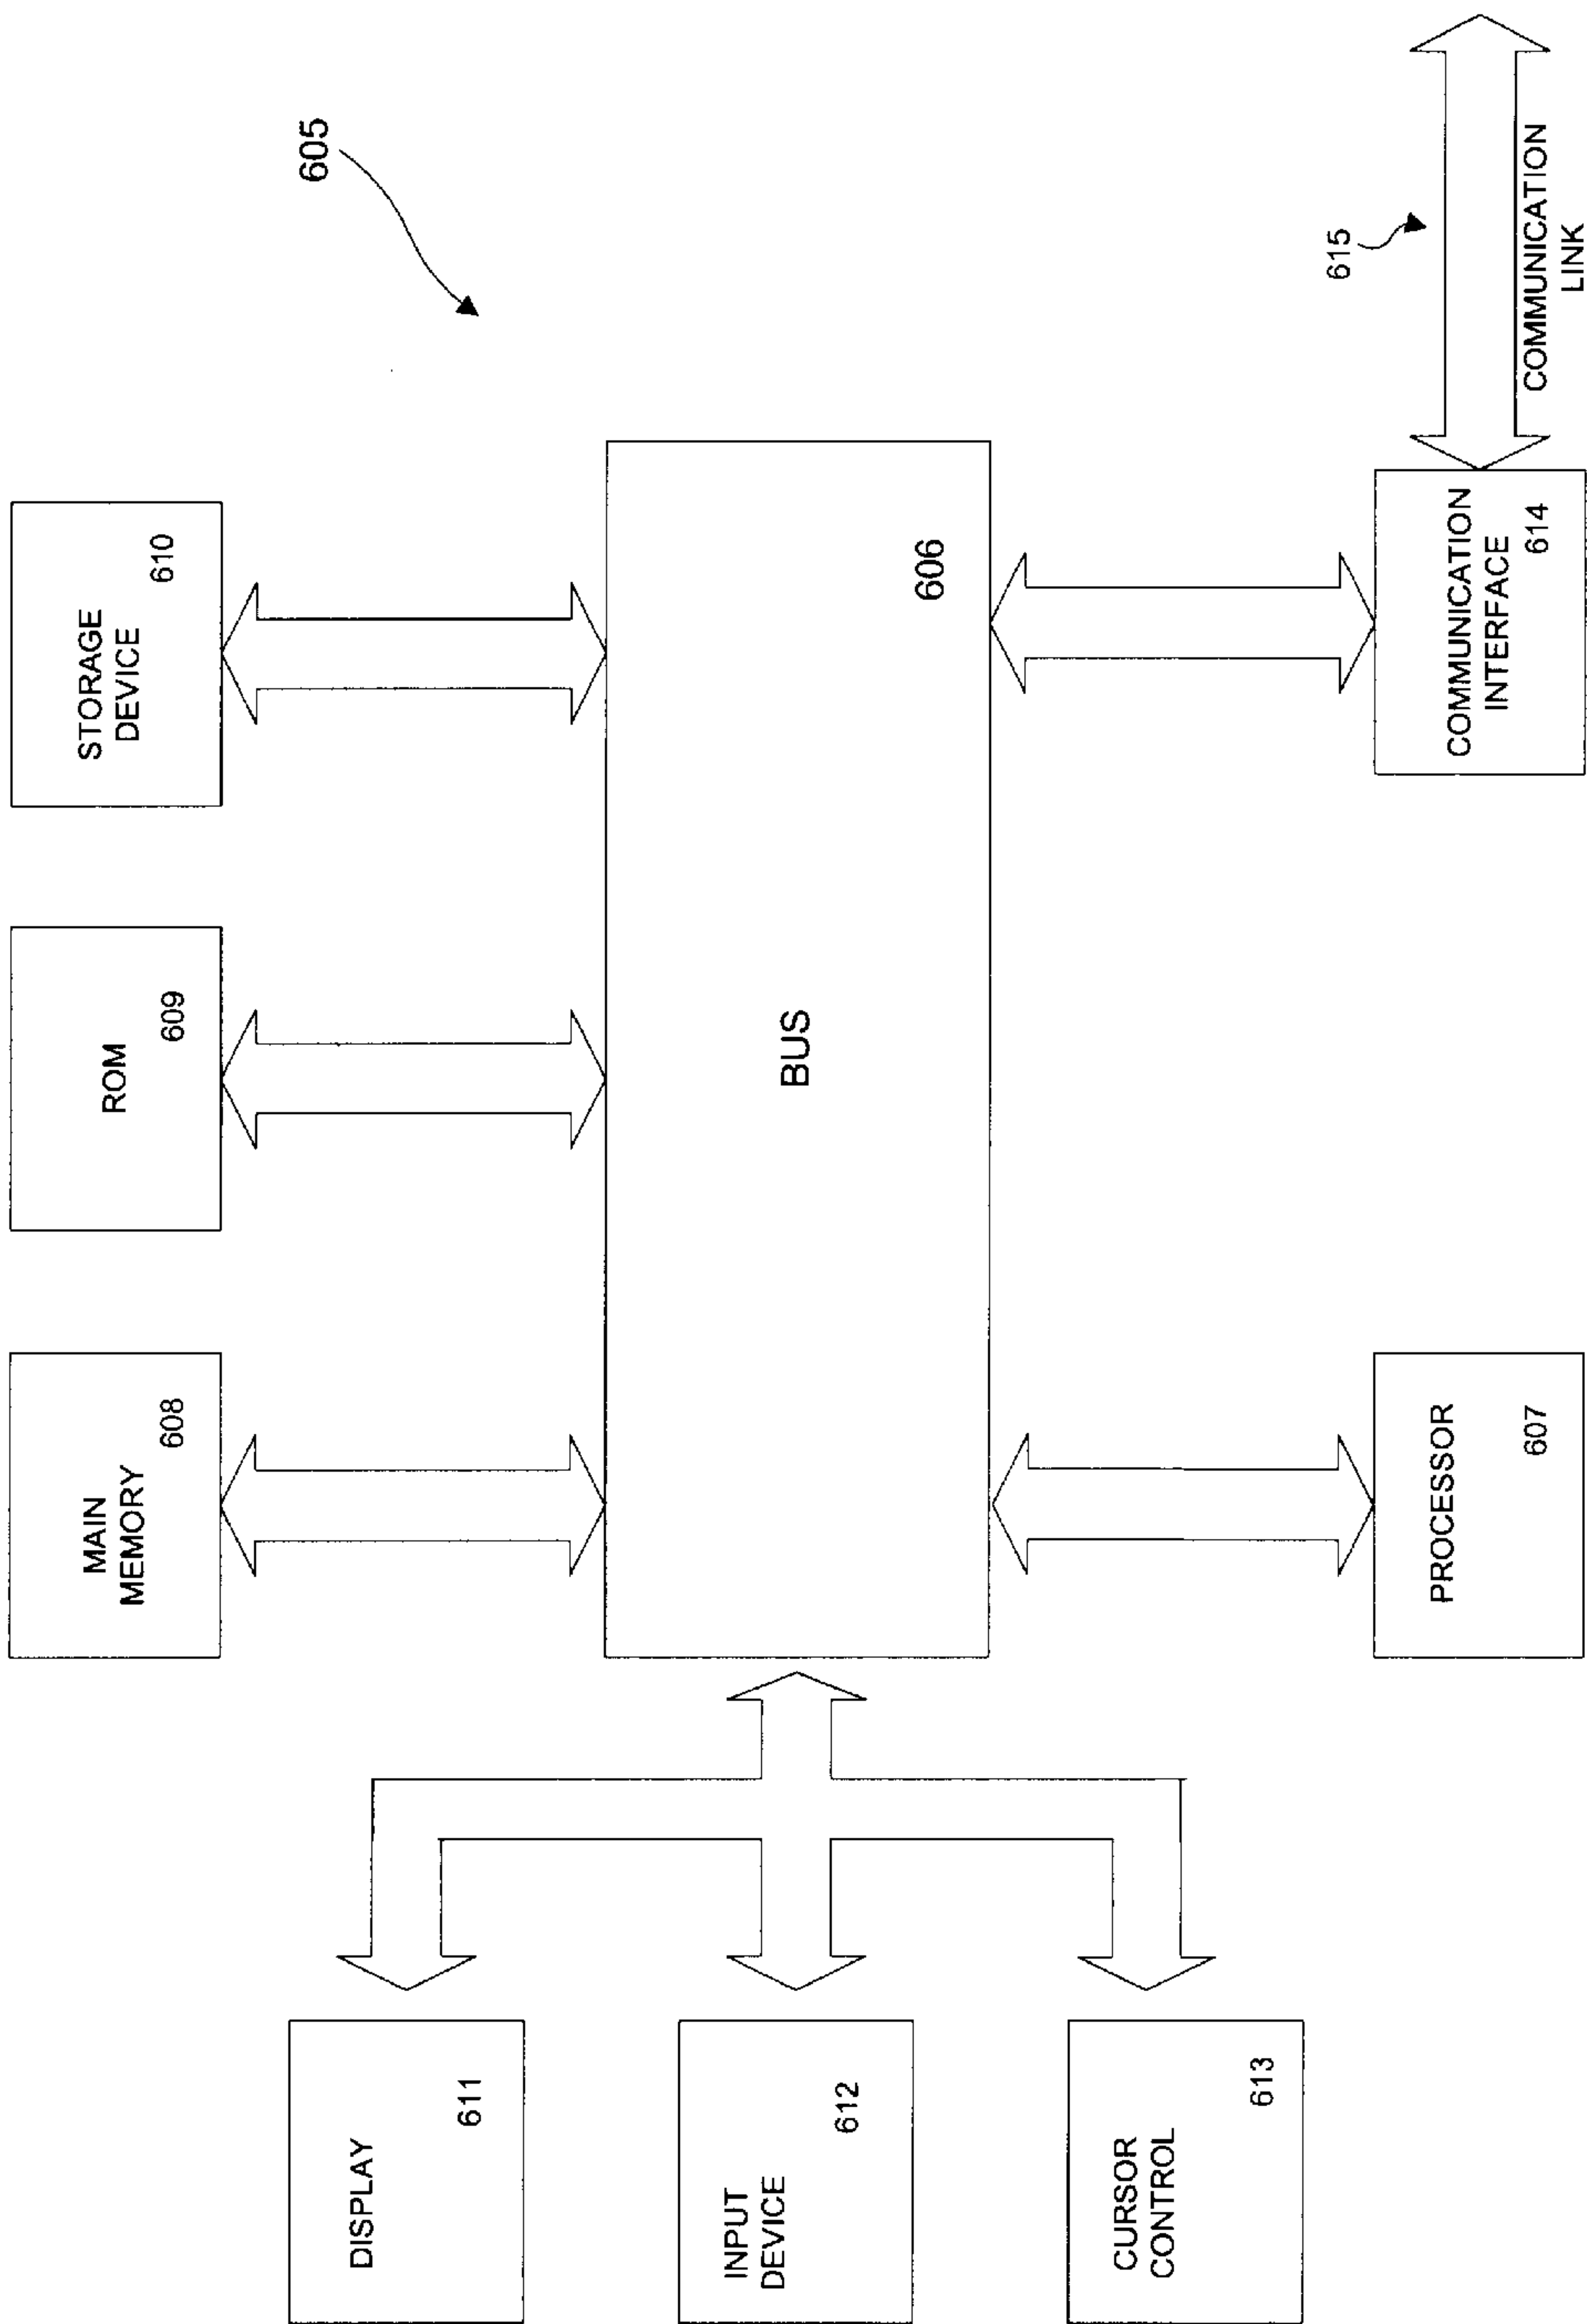 605
MAIN
MEMORY
608
ROM
609
STORAGE
DEVICE
610
DISPLAY
611
INPUT
DEVICE
612
CURSOR
CONTROL
613
BUS
606
PROCESSOR
607
COMMUNICATION
INTERFACE
614
615
COMMUNICATION
LINK